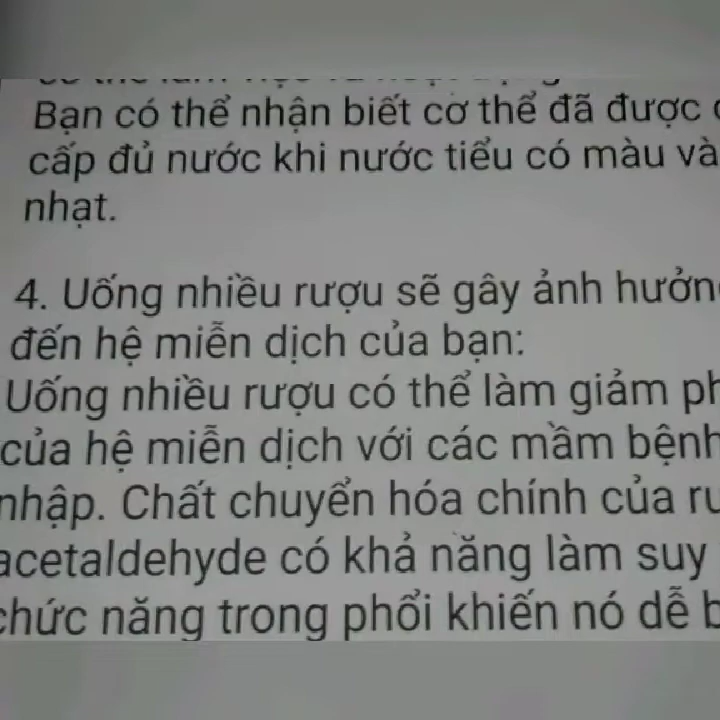 Bạn có thể nhận biết cơ thể đã được
cấp đủ nước khi nước tiểu có màu
nhạt.
4. Uống nhiều rượu sẽ gây ảnh
đến hệ miễn dịch của bạn:
Uống nhiều rượu có thể làm giảm
của hệ miễn dịch với các mầm bệnh
nhập. Chất chuyển hóa chính của
acetaldehyde có khả năng làm suy
chức năng trong phổi khiến nó dễ